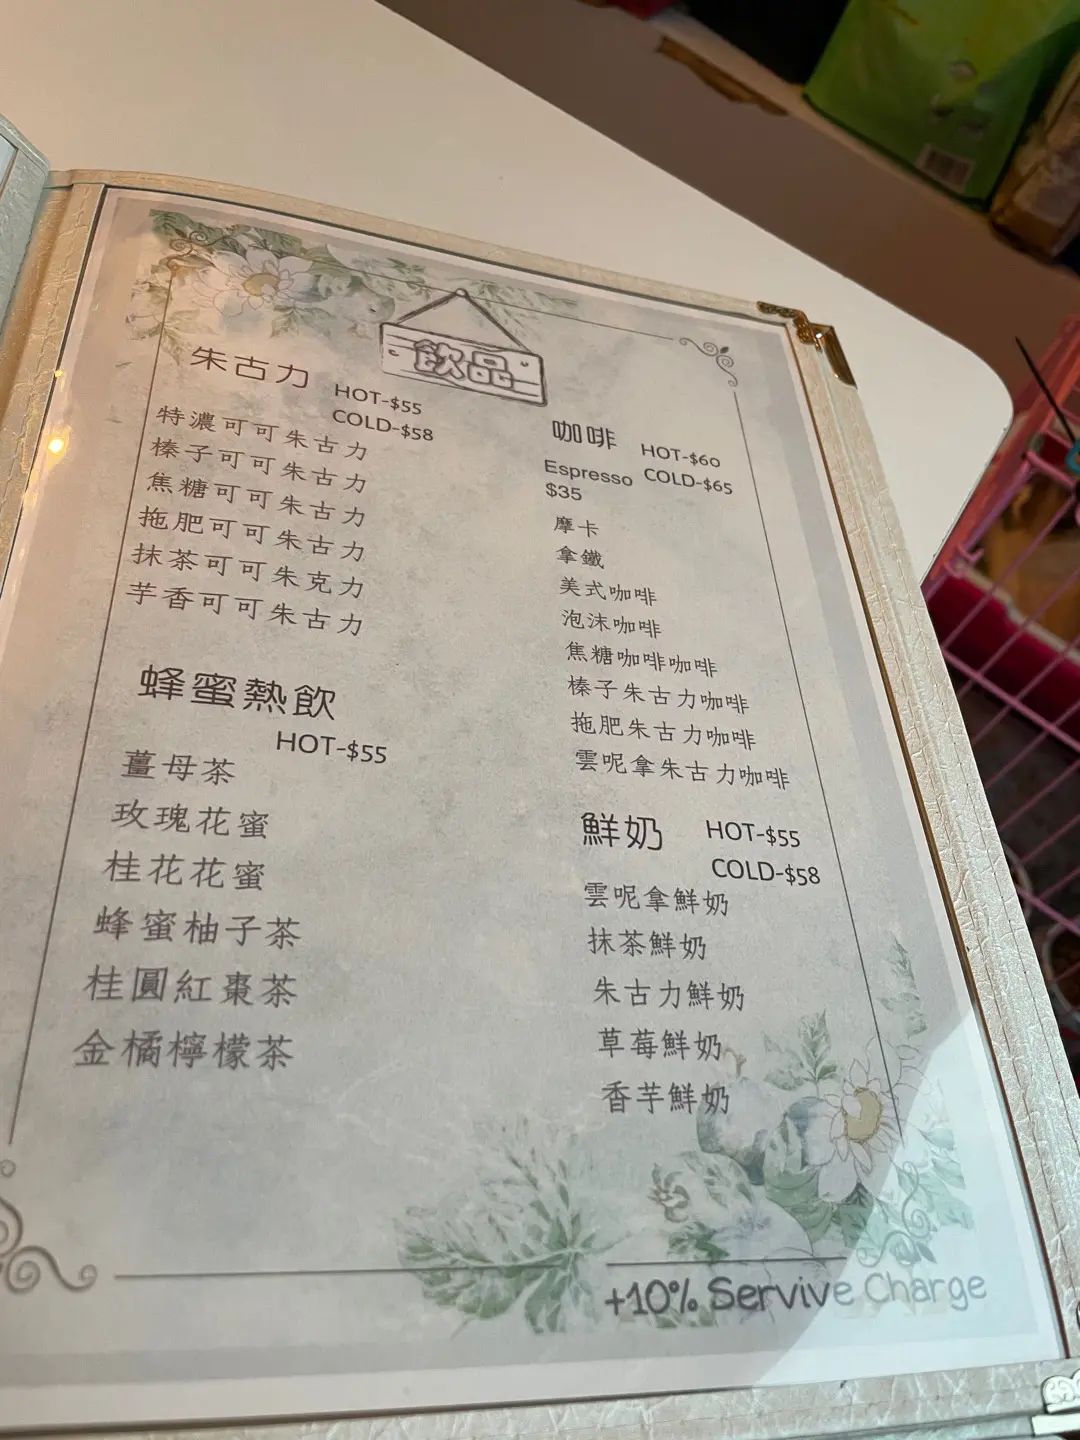 飲品
朱古力
HOT-$55
COLD-$58
特濃可可朱古力
榛子可可朱古力
焦糖可可朱古力
拖肥可可朱古力
抹茶可可朱克力
芋香可可朱古力
蜂蜜熱飲
HOT-$55
薑母茶
玫瑰花蜜
桂花花蜜
蜂蜜柚子茶
桂圓紅棗茶
金橘檸檬茶
咖啡
HOT-$60
COLD-$65
Espresso
$35
摩卡
拿鐵
美式咖啡
泡沫咖啡
焦糖咖啡咖啡
榛子朱古力咖啡
拖肥朱古力咖啡
雲呢拿朱古力咖啡
鮮奶
HOT-$55
COLD-$58
雲呢拿鮮奶
抹茶鮮奶
朱古力鮮奶
草莓鮮奶
香芋鮮奶
+10% Servive Charge